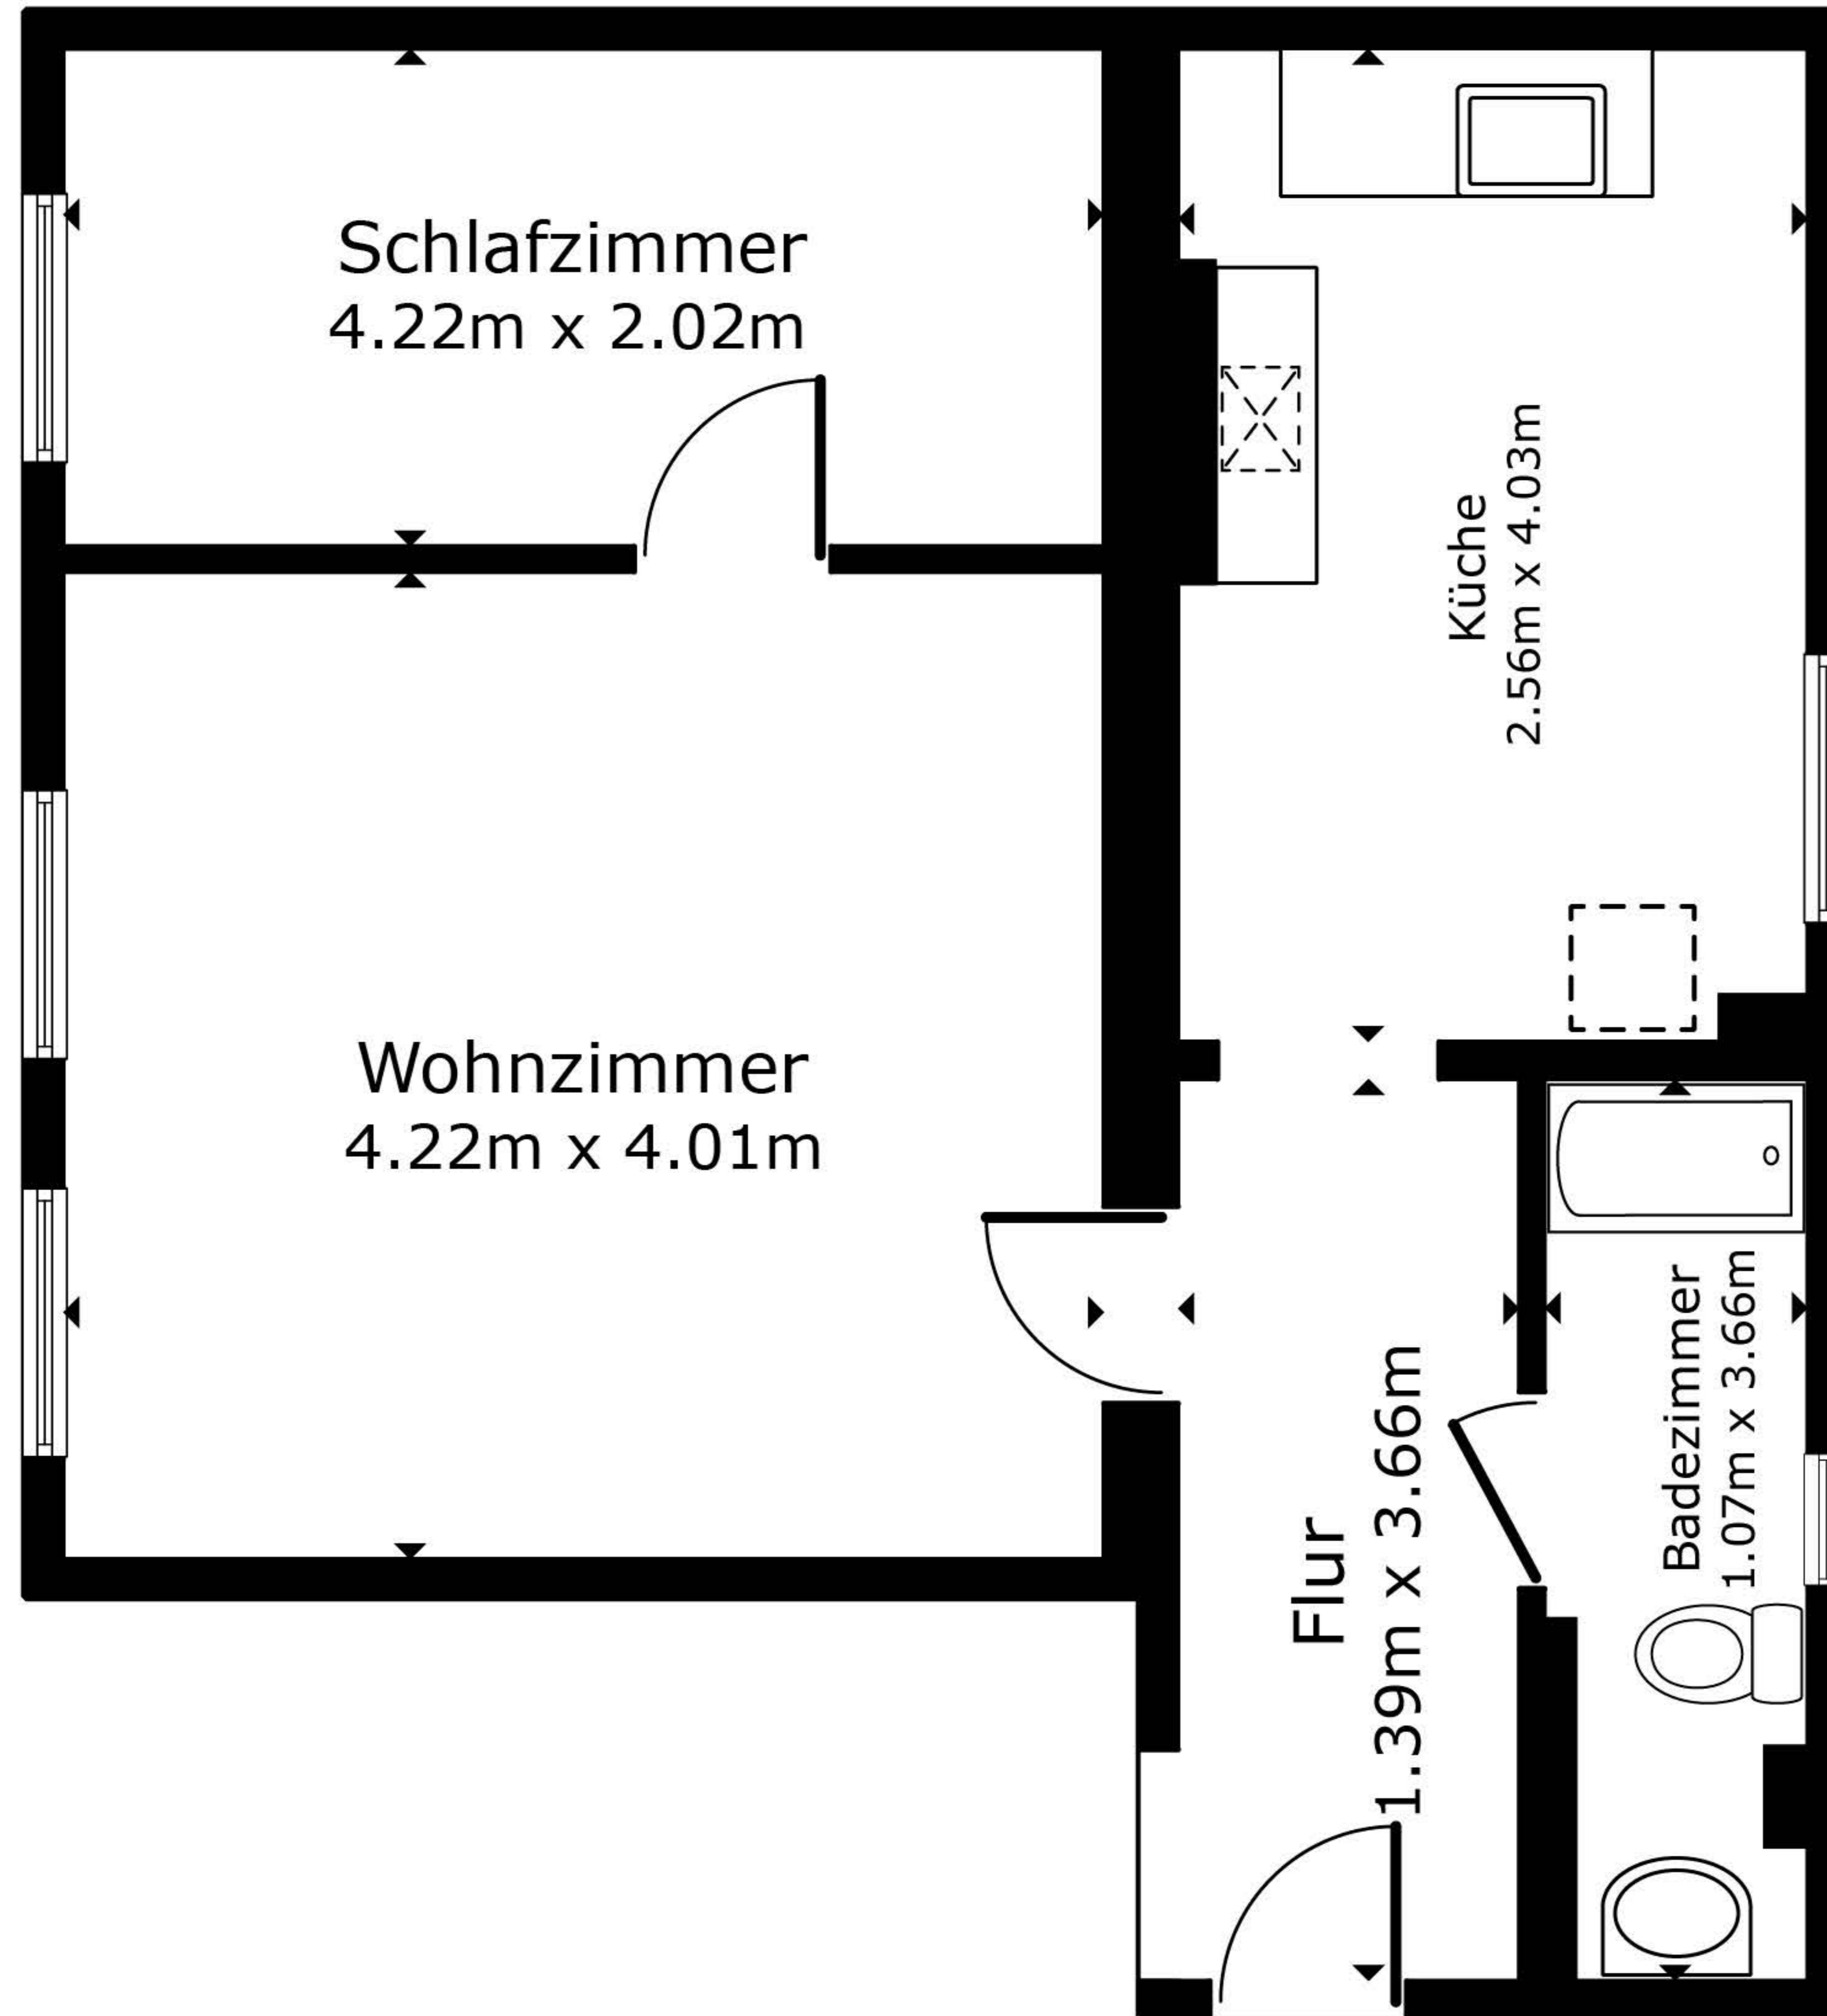 Schlafzimmer
4.22m x 2.02m
Küche
2.56m x 4.03m
Wohnzimmer
4.22m x 4.01m
Flur
1.39m x 3.66m
Badezimmer
1.07m x 3.66m